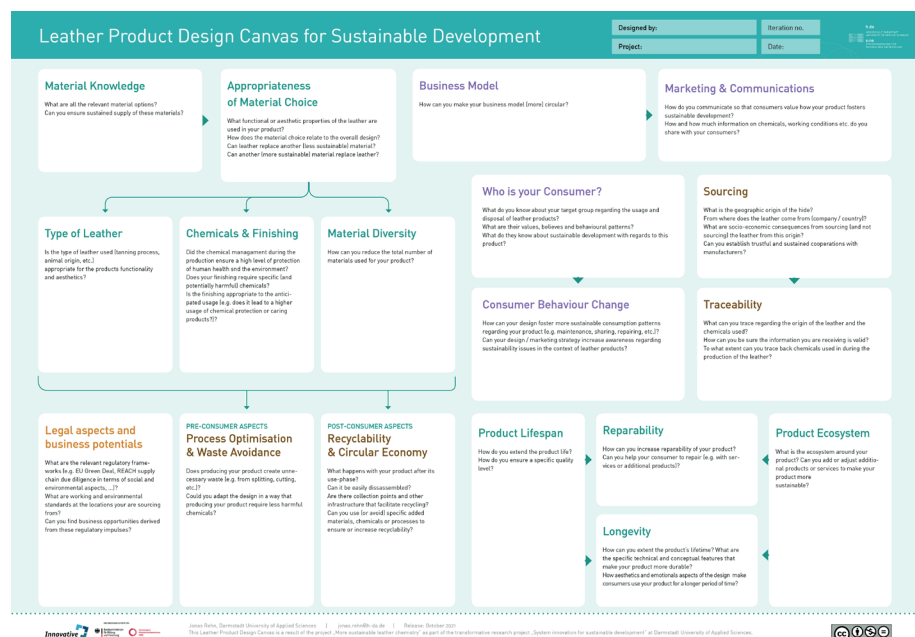 Leather Product Design Canvas for Sustainable Development
Designed by:
Iteration no.
Project:
Date:
Material Knowledge
What are all the relevant material options?
Can you ensure sustained supply of these materials?
Appropriateness
of Material Choice
What functional or aesthetic properties of the leather are
used in your product?
How does the material choice relate to the overall design?
Can leather replace another (less sustainable) material?
Can another (more sustainable) material replace leather?
Business Model
How can you make your business model (more) circular?
Marketing & Communications
How do you communicate so that consumers value how your product fosters
sustainable development?
How and how much information on chemicals, working conditions etc. do you
share with your consumers?
Type of Leather
Is the type of leather used (tanning process,
animal origin, etc.)
appropriate for the products functionality
and aesthetics?
Chemicals & Finishing
Did the chemical management during the
production ensure a high level of protection
of human health and the environment?
Does your finishing require specific (and
potentially harmful) chemicals?
Is the finishing appropriate to the antici-
pated usage (e.g. does it lead to a higher
usage of chemical protection or caring
products?)?
Material Diversity
How can you reduce the total number of
materials used for your product?
Who is your Consumer?
What do you know about your target group regarding the usage and
disposal of leather products?
What are their values, believes and behavioural patterns?
What do they know about sustainable development with regards to this
product?
Sourcing
What is the geographic origin of the hide?
From where does the leather come from (company / country)?
What are socio-economic consequences from sourcing (and not
sourcing) the leather from this origin?
Can you establish trustful and sustained cooperations with
manufacturers?
Consumer Behaviour Change
How can your design foster more sustainable consumption patterns
regarding your product (e.g. maintenance, sharing, repairing, etc.)?
Can your design / marketing strategy increase awareness regarding
sustainability issues in the context of leather products?
Traceability
What can you trace regarding the origin of the leather and the
chemicals used?
How can you be sure the information you are receiving is valid?
To what extent can you trace back chemicals used in during the
production of the leather?
Legal aspects and
business potentials
What are the relevant regulatory frame-
works (e.g. EU Green Deal, REACH supply
chain due diligence in terms of social and
environmental aspects, ...)?
What are working and environmental
standards at the locations your are sourcing
from?
Can you find business opportunities derived
from these regulatory impulses?
PRE-CONSUMER ASPECTS
Process Optimisation
& Waste Avoidance
Does producing your product create unne-
cessary waste (e.g. from splitting, cutting,
etc.)?
Could you adapt the design in a way that
producing your product require less harmful
chemicals?
POST-CONSUMER ASPECTS
Recyclability
& Circular Economy
What happens with your product after its
use-phase?
Can it be easily disassembled?
Are there collection points and other
infrastructure that facilitate recycling?
Can you use (or avoid) specific added
materials, chemicals or processes to
ensure or increase recyclability?
Product Lifespan
How do you extend the product life?
How do you ensure a specific quality
level?
Reparability
How can you increase reparability of your product?
Can you help your consumer to repair (e.g. with ser-
vices or additional products)?
Product Ecosystem
What is the ecosystem around your
product? Can you add or adjust additio-
nal products or services to make your
product more
sustainable?
Longevity
How can you extend the product's lifetime? What are
the specific technical and conceptual features that
make your product more durable?
How aesthetics and emotionals aspects of the design make
consumers use your product for a longer period of time?
Innovative
Jonas Rehn, Darmstadt University of Applied Sciences | jonas.rehn@h-da.de | Release: October 2021
This Leather Product Design Canvas is a result of the project „More sustainable leather chemistry" as part of the transformative research project „System innovation for sustainable development" at Darmstadt University of Applied Sciences.